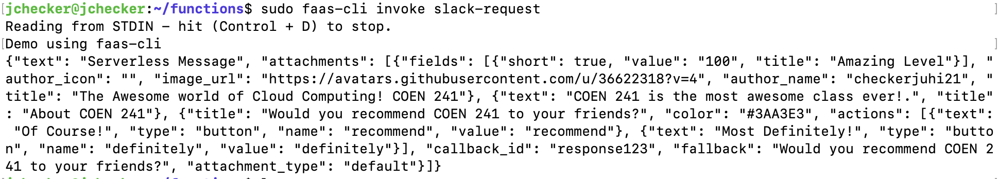 jchecker@jchecker:~/functions$ sudo faas-cli invoke slack-request
Reading from STDIN - hit (Control + D) to stop.
Demo using faas-cli
{"text": "Serverless Message", "attachments": [{"fields": [{"short": true, "value": "100", "title": "Amazing Level"}], "
author_icon": "", "image_url": "https://avatars.githubusercontent.com/u/36622318?v=4", "author_name": "checkerjuhi21", "
title": "The Awesome world of Cloud Computing! COEN 241"}, {"text": "COEN 241 is the most awesome class ever!.", "title"
: "About COEN 241"}, {"title": "Would you recommend COEN 241 to your friends?", "color": "#3AA3E3", "actions": [{"text":
 "Of Course!", "type": "button", "name": "recommend", "value": "recommend"}, {"text": "Most Definitely!", "type": "butto
n", "name": "definitely", "value": "definitely"}], "callback_id": "response123", "fallback": "Would you recommend COEN 2
41 to your friends?", "attachment_type": "default"}]}